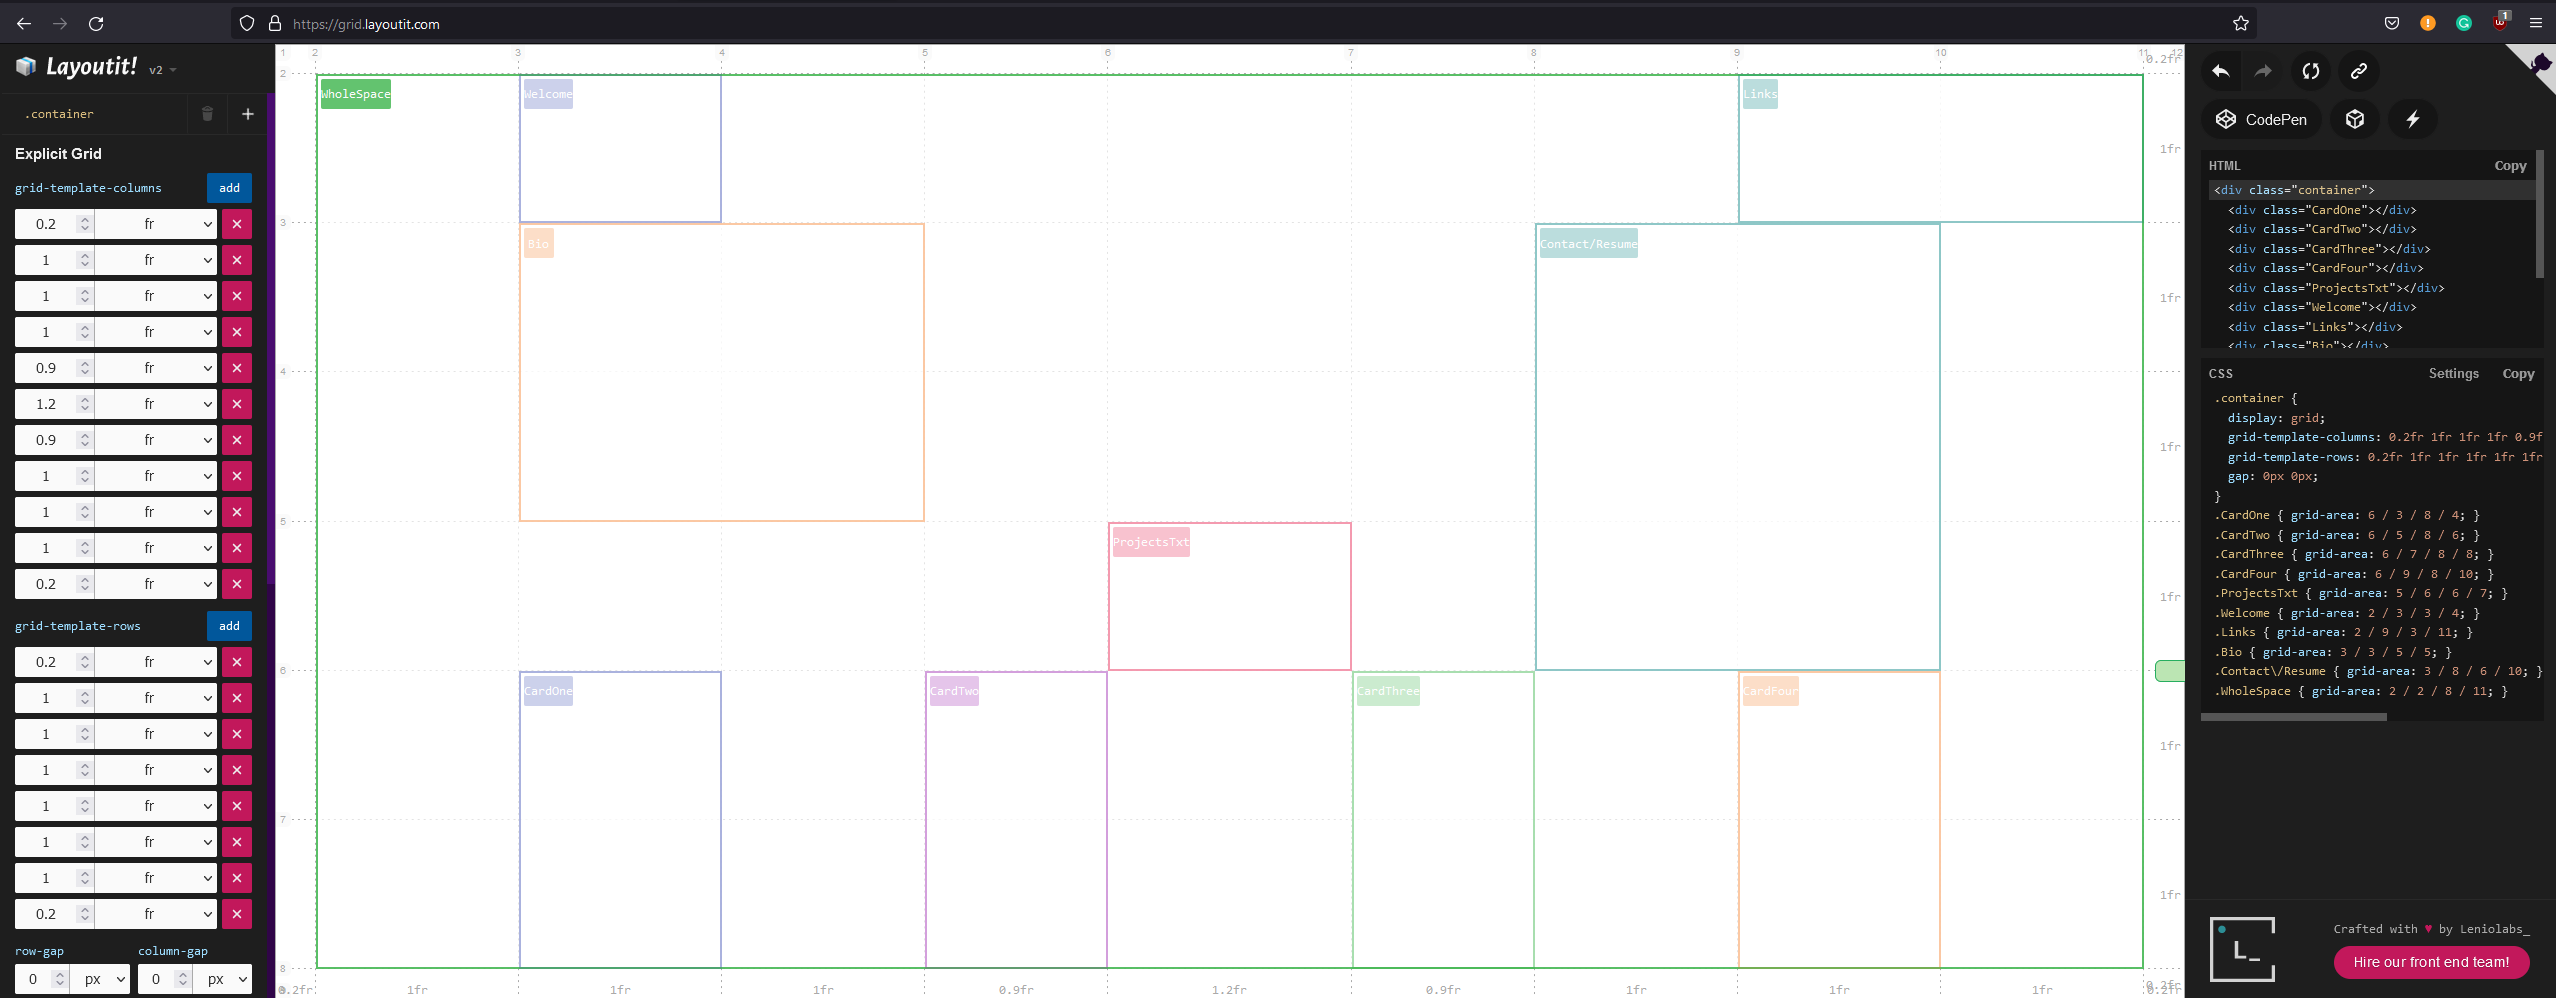 https://grid.layoutit.com
1
Layoutit! v2
.container
Explicit Grid
grid-template-columns add
0.2 fr
1 fr
1 fr
1 fr
0.9 fr
1.2 fr
0.9 fr
1 fr
1 fr
1 fr
0.2 fr
grid-template-rows add
0.2 fr
1 fr
1 fr
1 fr
1 fr
1 fr
1 fr
0.2 fr
row-gap column-gap
0 px 0 px
1 2 3 4 5 6 7 8 9 10 11 12
0.2fr
2
WholeSpace Welcome Links
1fr
3
Bio Contact/Resume
1fr
4
1fr
5
ProjectsTxt
1fr
6
CardOne CardTwo CardThree CardFour
1fr
7
1fr
8
0.2fr
0.2fr 1fr 1fr 1fr 0.9fr 1.2fr 0.9fr 1fr 1fr 1fr 0.2fr
CodePen
HTML Copy
<div class="container">
<div class="CardOne"></div>
<div class="CardTwo"></div>
<div class="CardThree"></div>
<div class="CardFour"></div>
<div class="ProjectsTxt"></div>
<div class="Welcome"></div>
<div class="Links"></div>
<div class="Bio"></div>
CSS Settings Copy
.container {
display: grid;
grid-template-columns: 0.2fr 1fr 1fr 1fr 0.9f
grid-template-rows: 0.2fr 1fr 1fr 1fr 1fr 1fr
gap: 0px 0px;
}
.CardOne { grid-area: 6 / 3 / 8 / 4; }
.CardTwo { grid-area: 6 / 5 / 8 / 6; }
.CardThree { grid-area: 6 / 7 / 8 / 8; }
.CardFour { grid-area: 6 / 9 / 8 / 10; }
.ProjectsTxt { grid-area: 5 / 6 / 6 / 7; }
.Welcome { grid-area: 2 / 3 / 3 / 4; }
.Links { grid-area: 2 / 9 / 3 / 11; }
.Bio { grid-area: 3 / 3 / 5 / 5; }
.Contact\/Resume { grid-area: 3 / 8 / 6 / 10; }
.WholeSpace { grid-area: 2 / 2 / 8 / 11; }
L_
Crafted with ♥ by Leniolabs_
Hire our front end team!